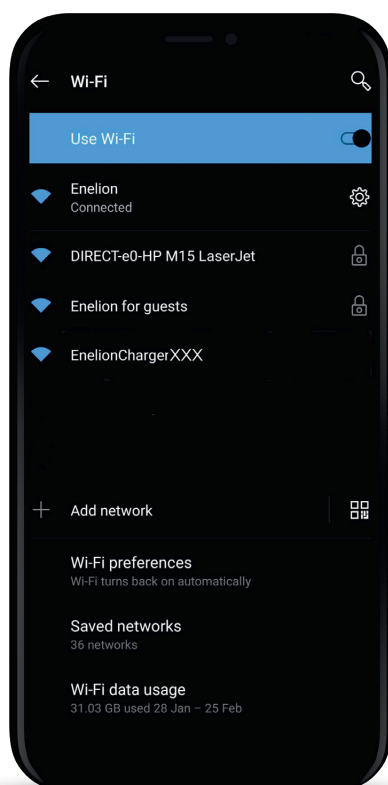 Wi-Fi
Use Wi-Fi
Enelion
Connected
DIRECT-e0-HP M15 LaserJet
Enelion for guests
EnelionChargerXXX
Add network
Wi-Fi preferences
Wi-Fi turns back on automatically
Saved networks
36 networks
Wi-Fi data usage
31.03 GB used 28 Jan – 25 Feb